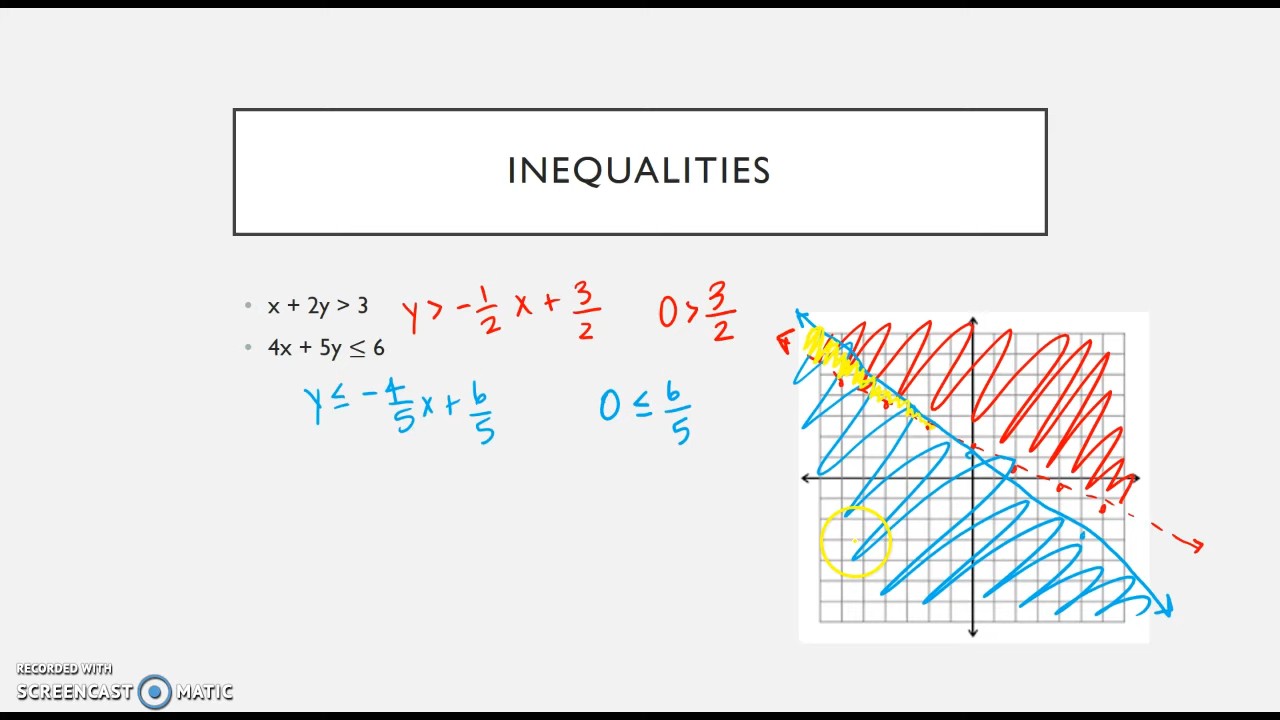 INEQUALITIES
• x + 2y > 3 y > -1/2 x + 3/2 0 > 3/2
• 4x + 5y ≤ 6
y ≤ -4/5 x + 6/5 0 ≤ 6/5
RECORDED WITH
SCREENCAST MATIC